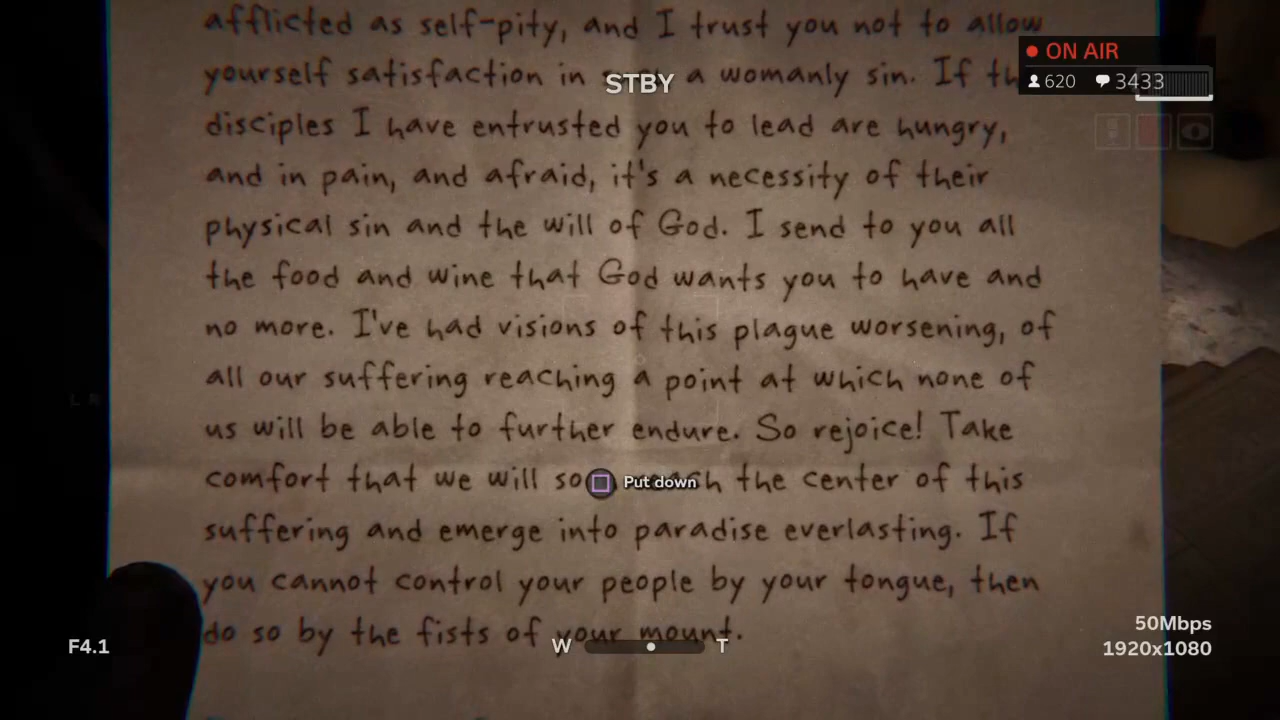 afflicted as self-pity, and I trust you not to allow
ON AIR
yourself satisfaction in a womanly sin. If
STBY
620 3433
disciples I have entrusted you to lead are hungry,
and in pain, and afraid, it's a necessity of their
physical sin and the will of God. I send to you all
the food and wine that God wants you to have and
no more. I've had visions of this plague worsening, of
all our suffering reaching a point at which none of
us will be able to further endure. So rejoice! Take
comfort that we will the center of this
Put down
suffering and emerge into paradise everlasting. If
you cannot control your people by your tongue, then
do so by the fists of your mount.
50Mbps
F4.1
W T
1920x1080